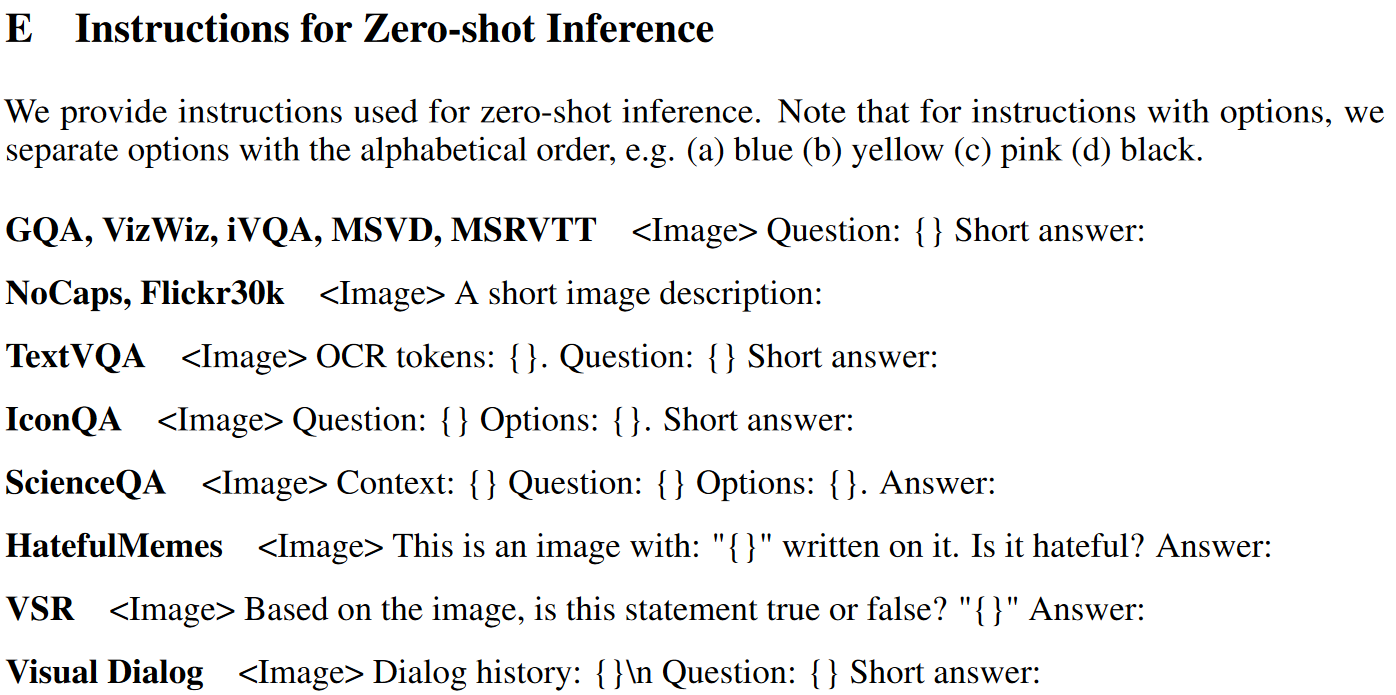 E Instructions for Zero-shot Inference
We provide instructions used for zero-shot inference. Note that for instructions with options, we
separate options with the alphabetical order, e.g. (a) blue (b) yellow (c) pink (d) black.
GQA, VizWiz, iVQA, MSVD, MSRVTT <Image> Question: {} Short answer:
NoCaps, Flickr30k <Image> A short image description:
TextVQA <Image> OCR tokens: {}. Question: {} Short answer:
IconQA <Image> Question: {} Options: {}. Short answer:
ScienceQA <Image> Context: {} Question: {} Options: {}. Answer:
HatefulMemes <Image> This is an image with: "{}" written on it. Is it hateful? Answer:
VSR <Image> Based on the image, is this statement true or false? "{}" Answer:
Visual Dialog <Image> Dialog history: {}\n Question: {} Short answer: